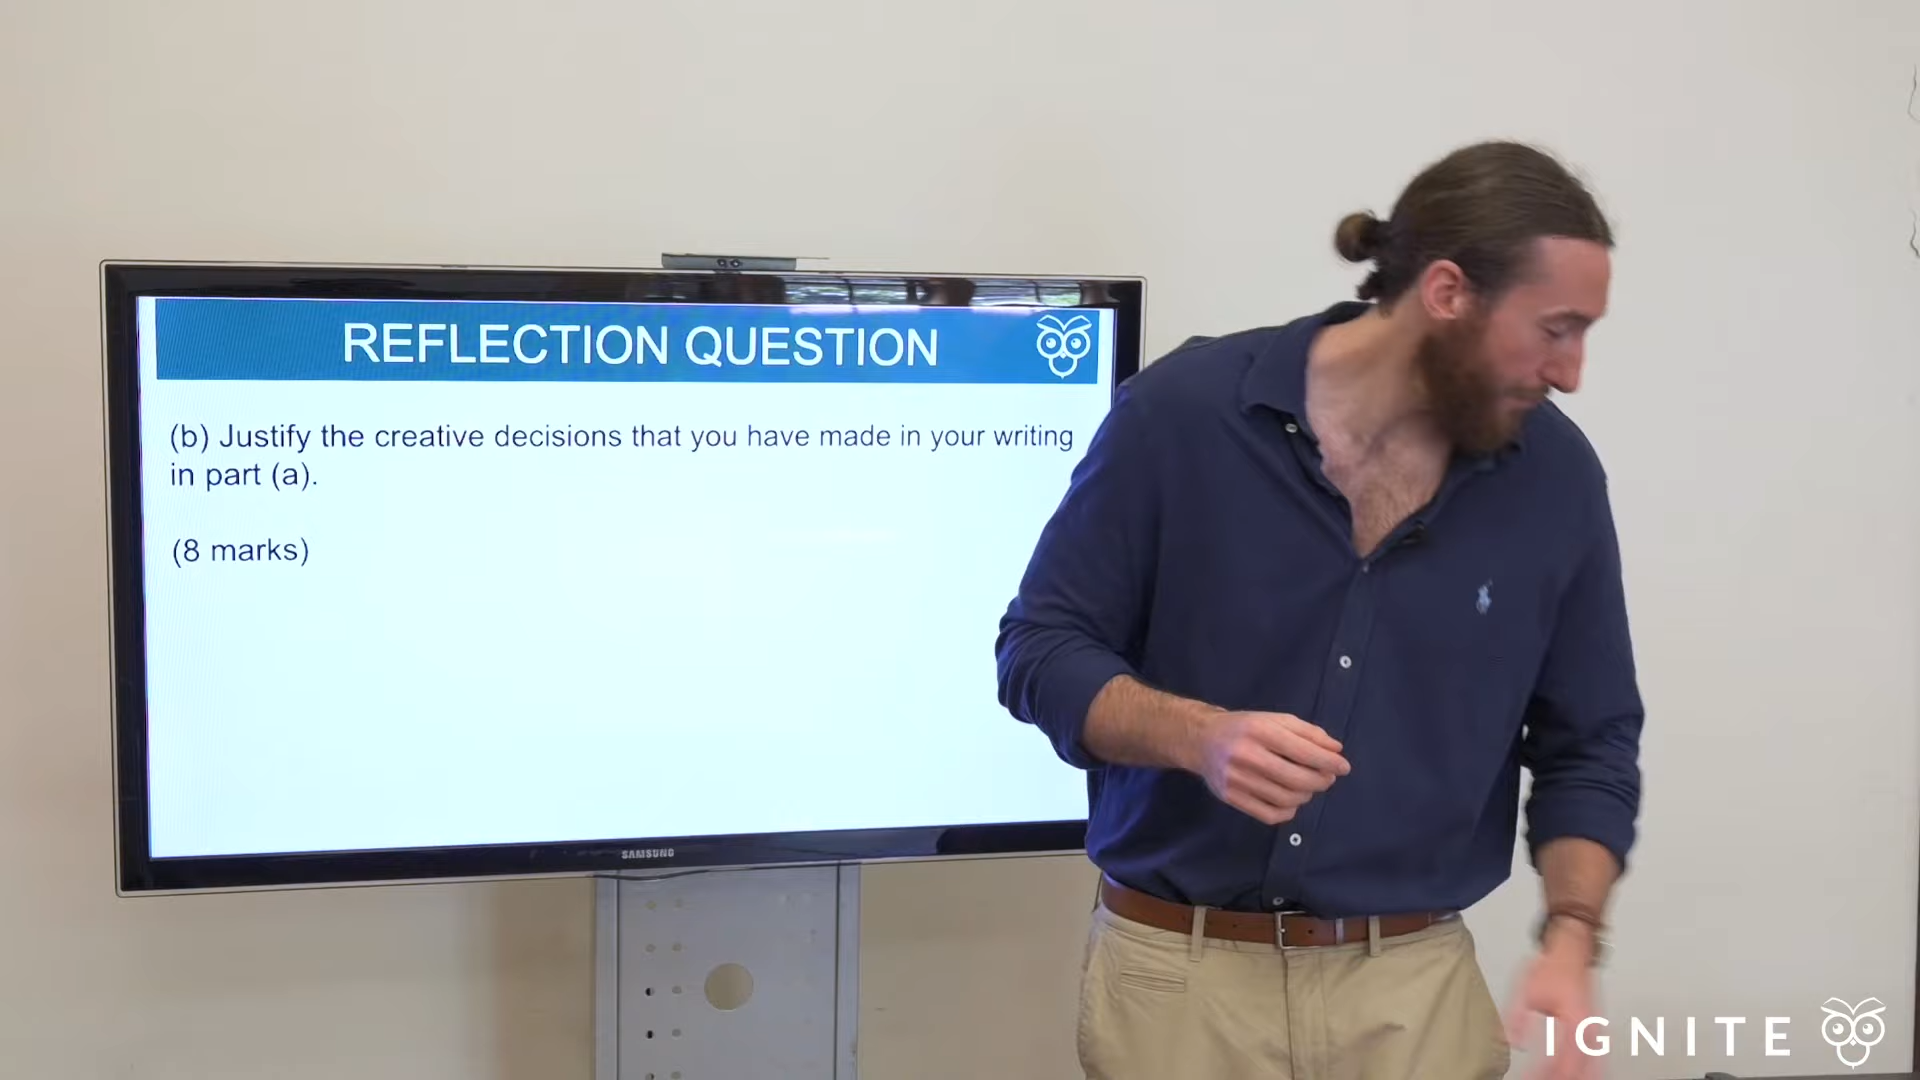 REFLECTION QUESTION
(b) Justify the creative decisions that you have made in your writing
in part (a).
(8 marks)
SAMSUNG
IGNITE